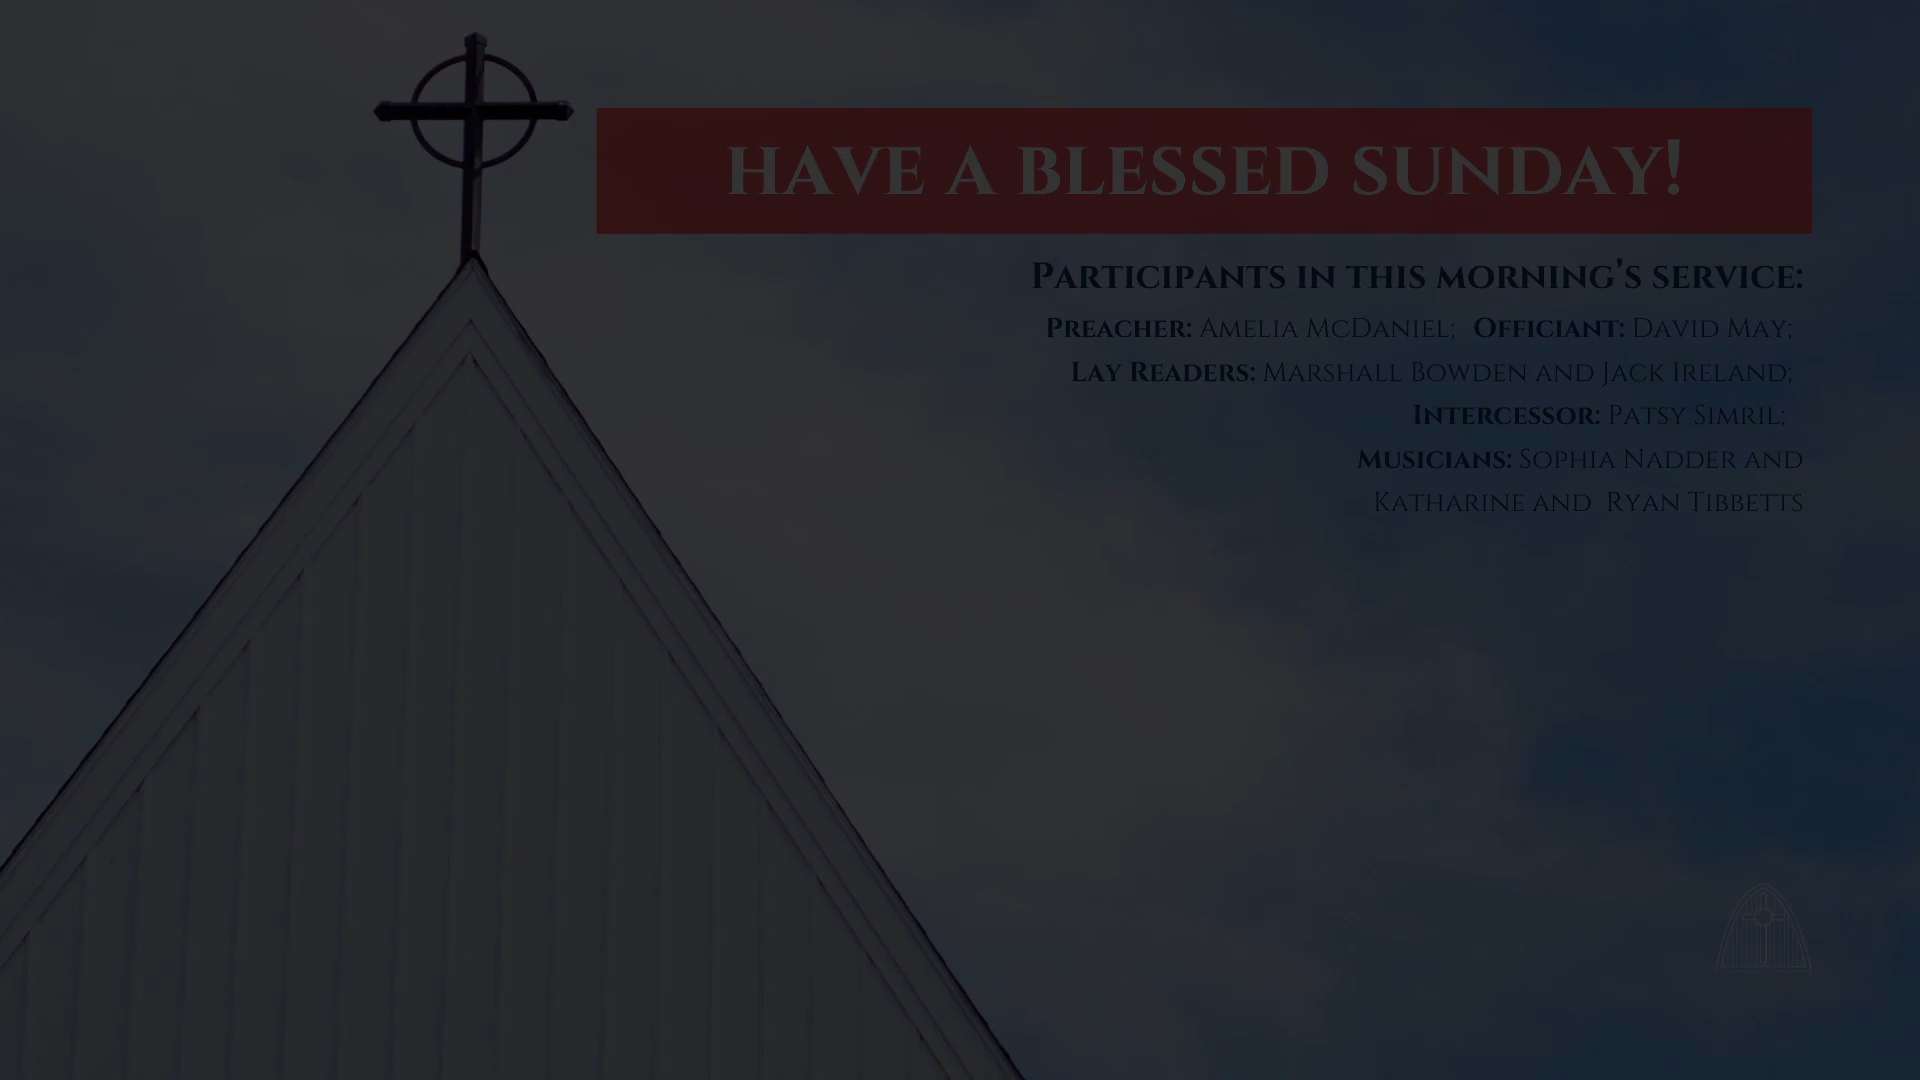 HAVE A BLESSED SUNDAY!
PARTICIPANTS IN THIS MORNING'S SERVICE:
PREACHER: AMELIA MCDANIEL; OFFICIANT: DAVID MAY;
LAY READERS: MARSHALL BOWDEN AND JACK IRELAND;
INTERCESSOR: PATSY SIMRIL;
MUSICIANS: SOPHIA NADDER AND
KATHARINE AND RYAN TIBBETTS